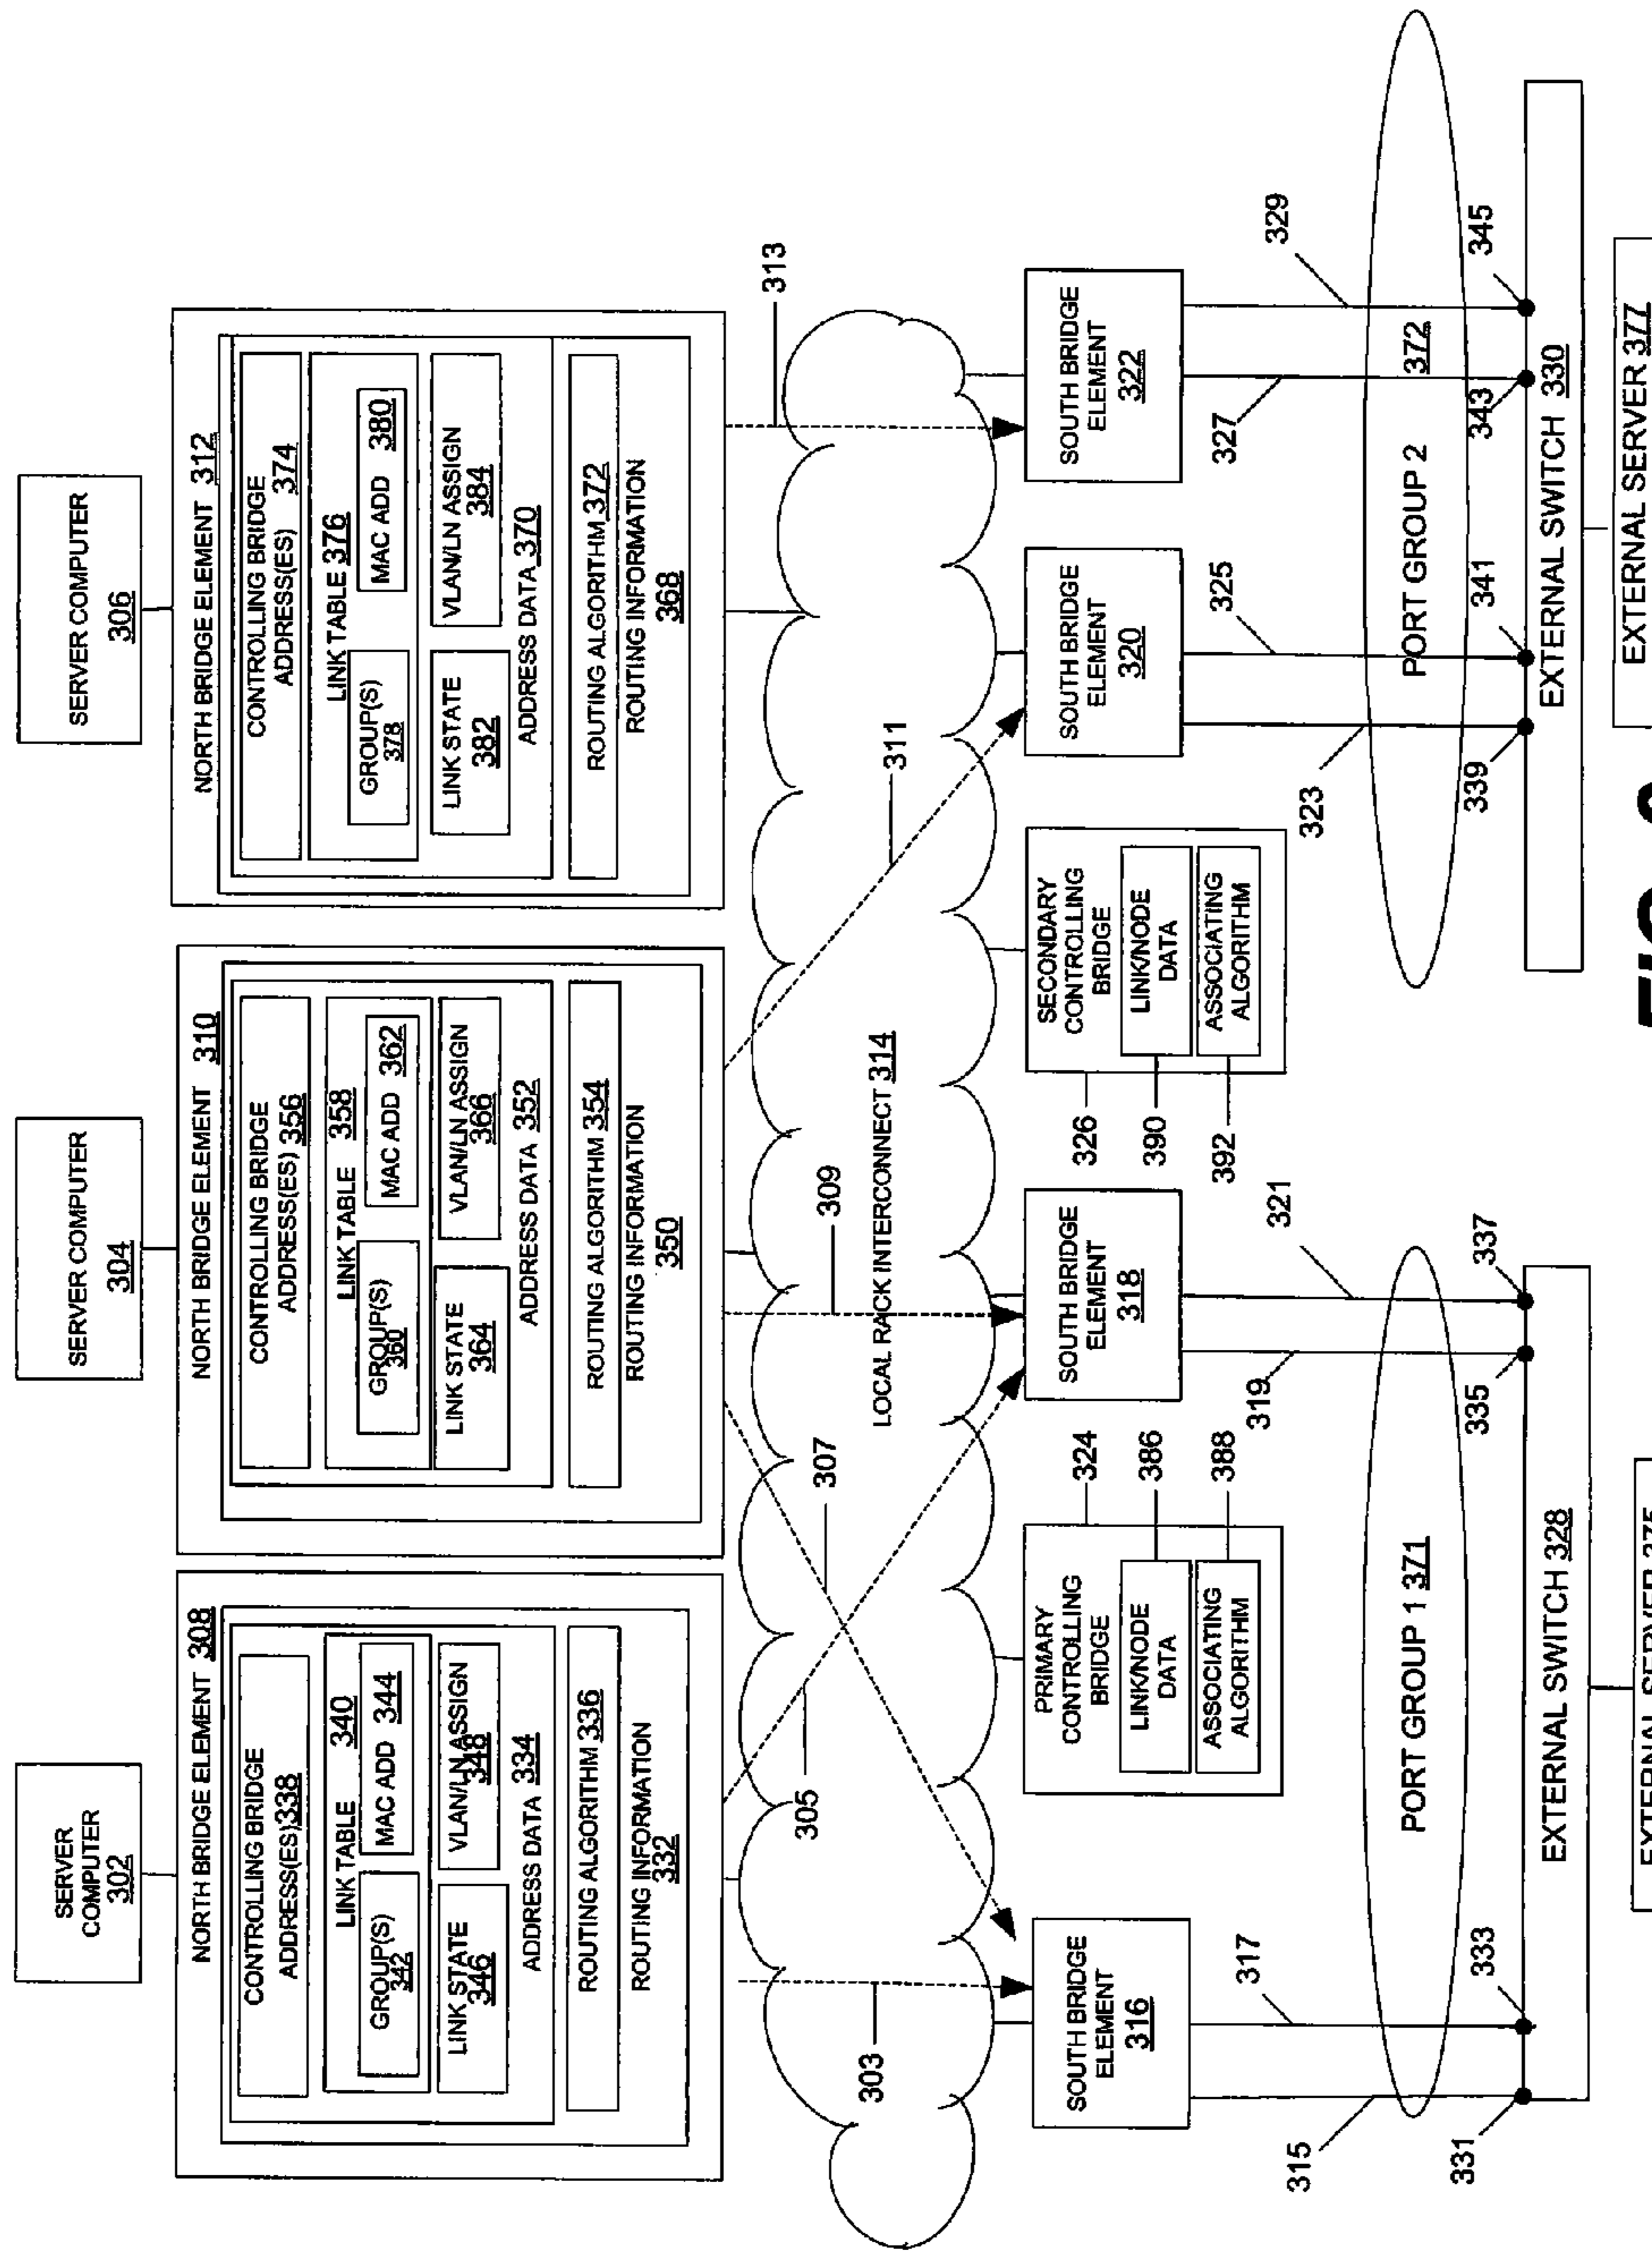 SERVER
COMPUTER
302
SERVER COMPUTER
304
SERVER COMPUTER
306
NORTH BRIDGE ELEMENT 308
CONTROLLING BRIDGE
ADDRESS(ES) 338
LINK TABLE 340
GROUP(S)
342
MAC ADD 344
LINK STATE
346
VLAN/LN ASSIGN
348
ADDRESS DATA 334
ROUTING ALGORITHM 336
ROUTING INFORMATION
332
NORTH BRIDGE ELEMENT 310
CONTROLLING BRIDGE
ADDRESS(ES) 356
LINK TABLE 358
GROUP(S)
360
MAC ADD 362
LINK STATE
364
VLAN/LN ASSIGN
366
ADDRESS DATA 352
ROUTING ALGORITHM 354
ROUTING INFORMATION
350
NORTH BRIDGE ELEMENT 312
CONTROLLING BRIDGE
ADDRESS(ES) 374
LINK TABLE 376
GROUP(S)
378
MAC ADD 380
LINK STATE
382
VLAN/LN ASSIGN
384
ADDRESS DATA 370
ROUTING ALGORITHM 372
ROUTING INFORMATION
368
303
305
307
309
311
313
LOCAL RACK INTERCONNECT 314
SOUTH BRIDGE
ELEMENT
316
PRIMARY
CONTROLLING
BRIDGE
LINK/NODE
DATA
ASSOCIATING
ALGORITHM
324
386
388
SOUTH BRIDGE
ELEMENT
318
326
390
392
SECONDARY
CONTROLLING
BRIDGE
LINK/NODE
DATA
ASSOCIATING
ALGORITHM
SOUTH BRIDGE
ELEMENT
320
SOUTH BRIDGE
ELEMENT
322
315
317
319
321
323
325
327
329
PORT GROUP 1 371
PORT GROUP 2
372
331
333
335
337
339
341
343
345
EXTERNAL SWITCH 328
EXTERNAL SWITCH 330
EXTERNAL SERVER 375
EXTERNAL SERVER 377